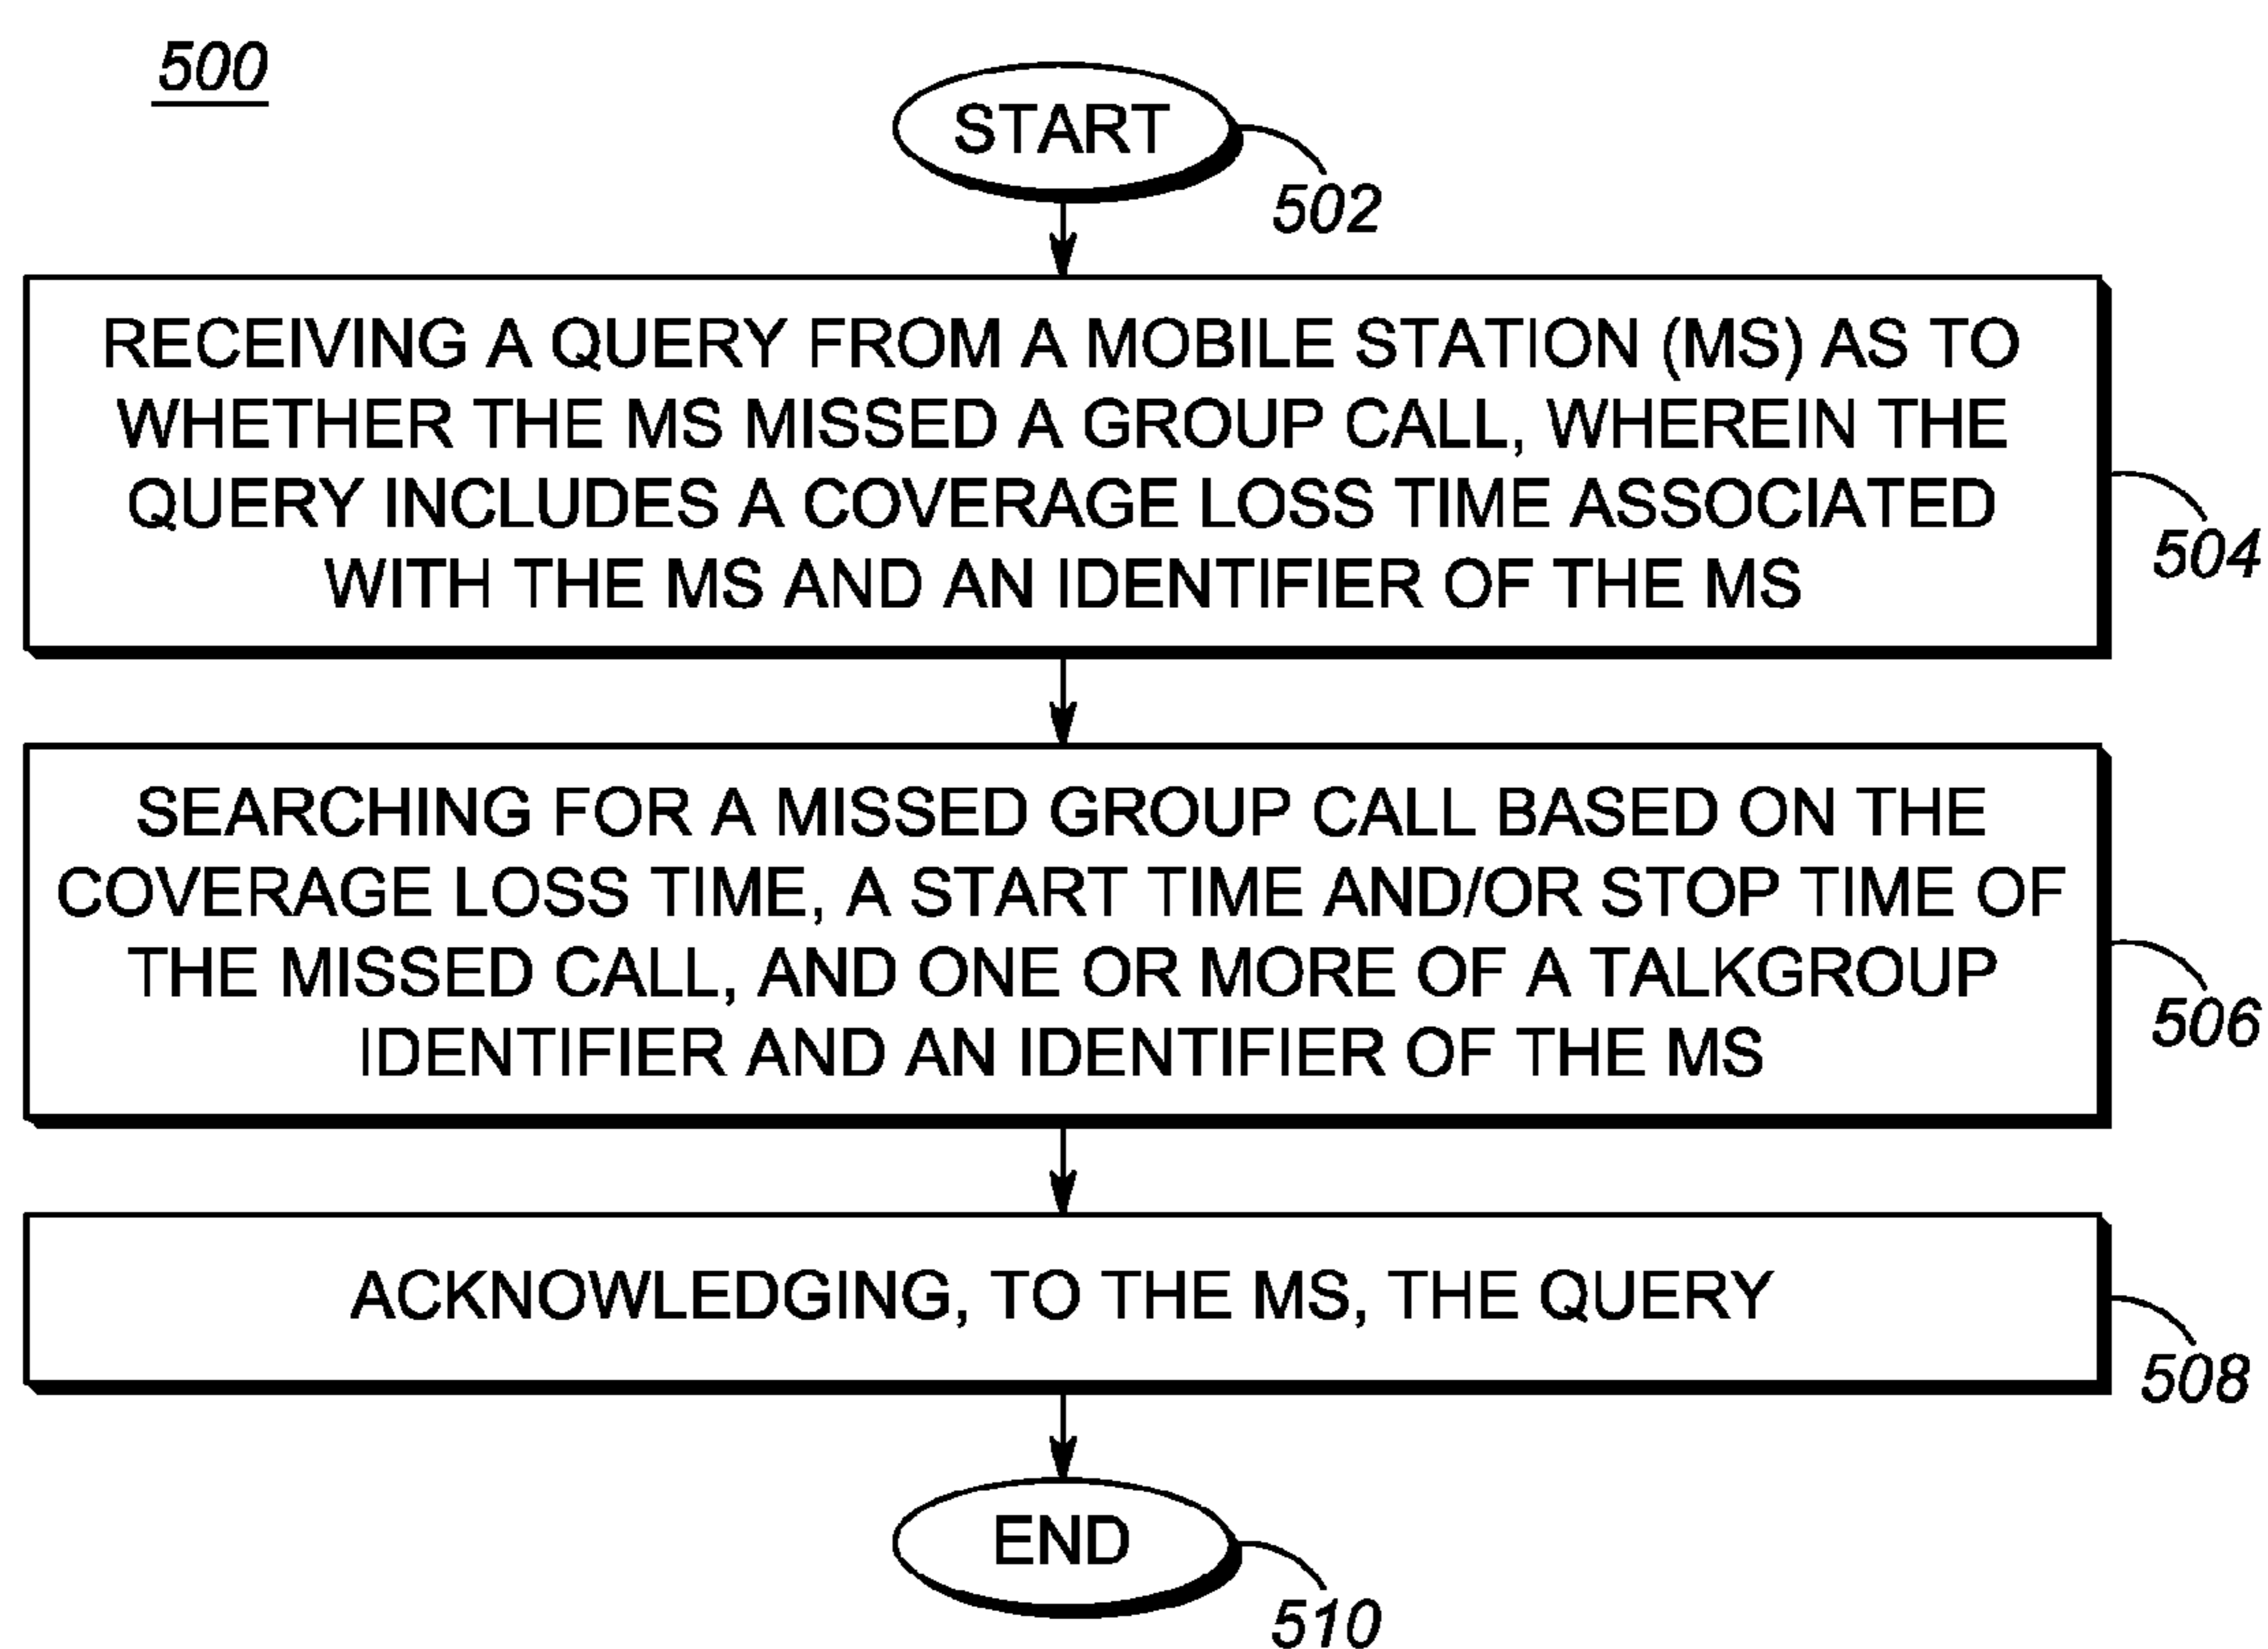 500
START
502
RECEIVING A QUERY FROM A MOBILE STATION (MS) AS TO
WHETHER THE MS MISSED A GROUP CALL, WHEREIN THE
QUERY INCLUDES A COVERAGE LOSS TIME ASSOCIATED
WITH THE MS AND AN IDENTIFIER OF THE MS
504
SEARCHING FOR A MISSED GROUP CALL BASED ON THE
COVERAGE LOSS TIME, A START TIME AND/OR STOP TIME OF
THE MISSED CALL, AND ONE OR MORE OF A TALKGROUP
IDENTIFIER AND AN IDENTIFIER OF THE MS
506
ACKNOWLEDGING, TO THE MS, THE QUERY
508
END
510